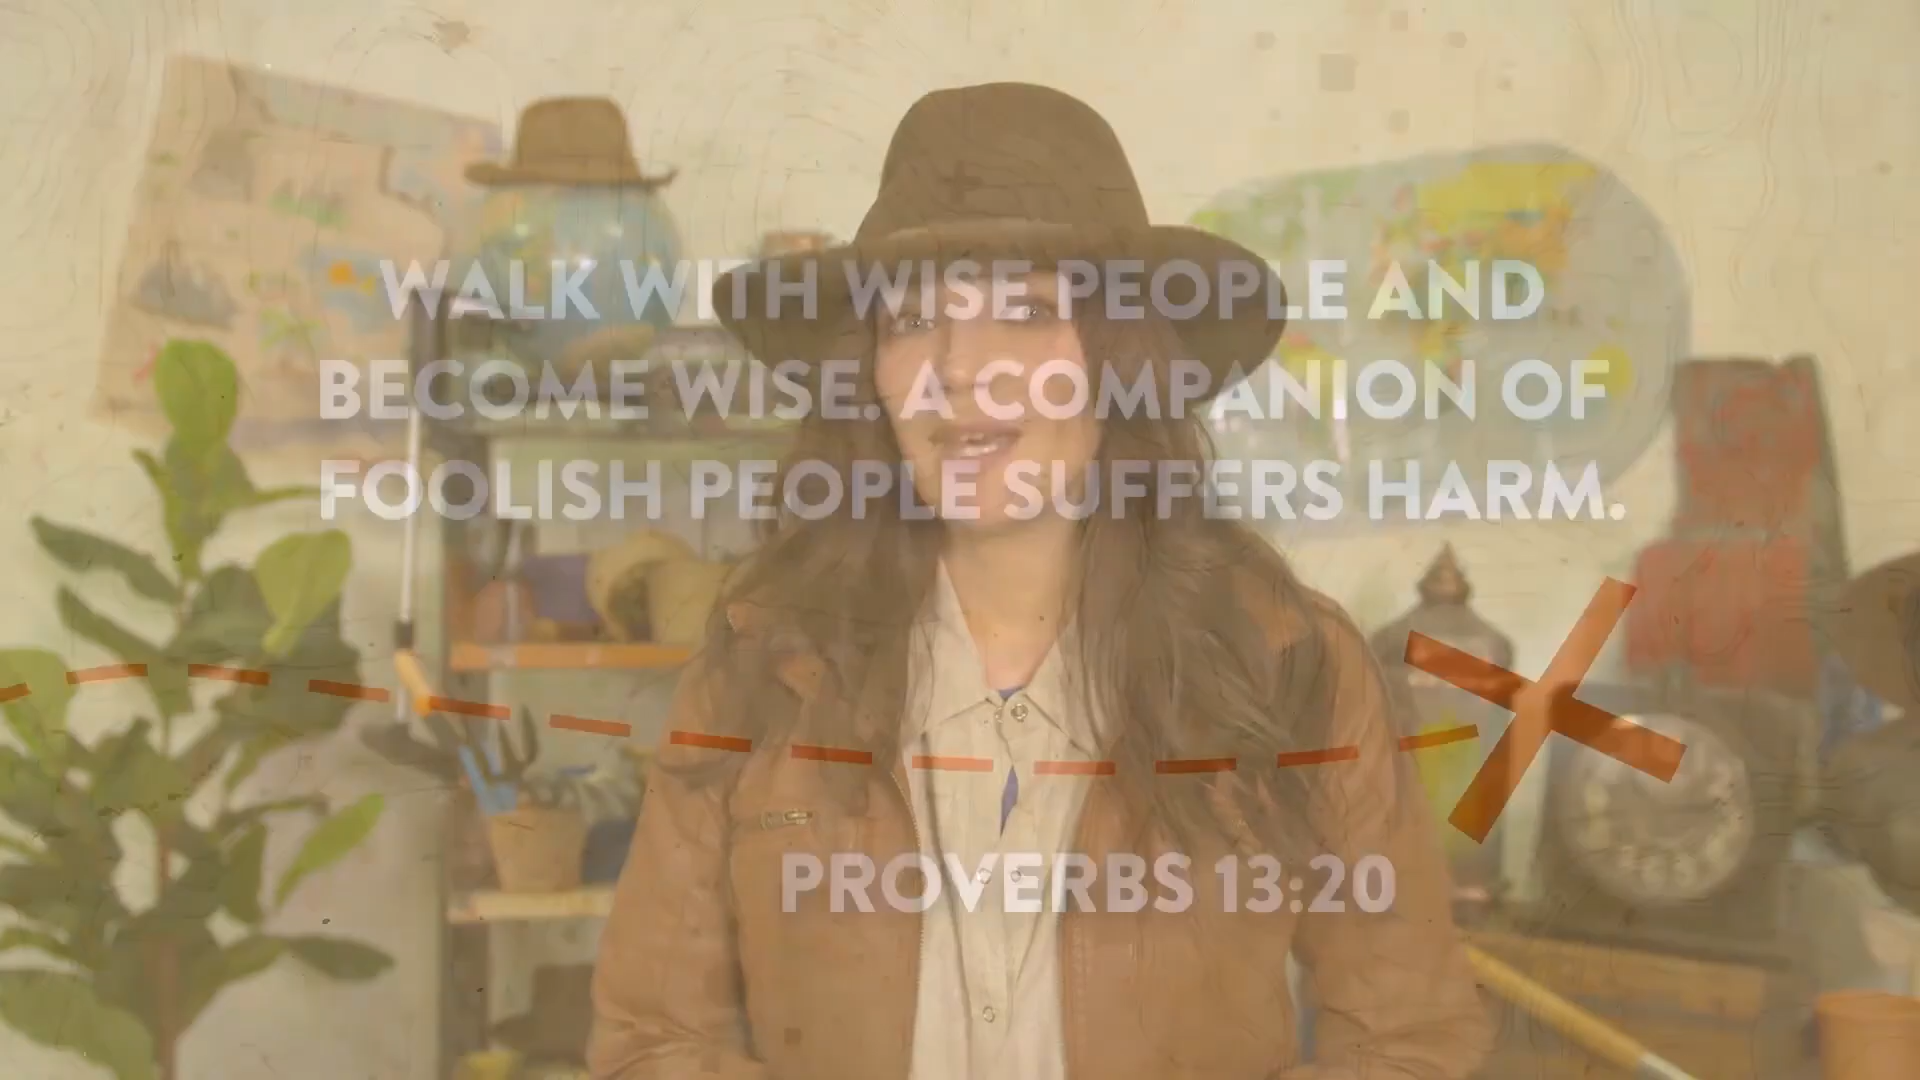 WALK WITH WISE PEOPLE AND
BECOME WISE. A COMPANION OF
FOOLISH PEOPLE SUFFERS HARM.
PROVERBS 13:20